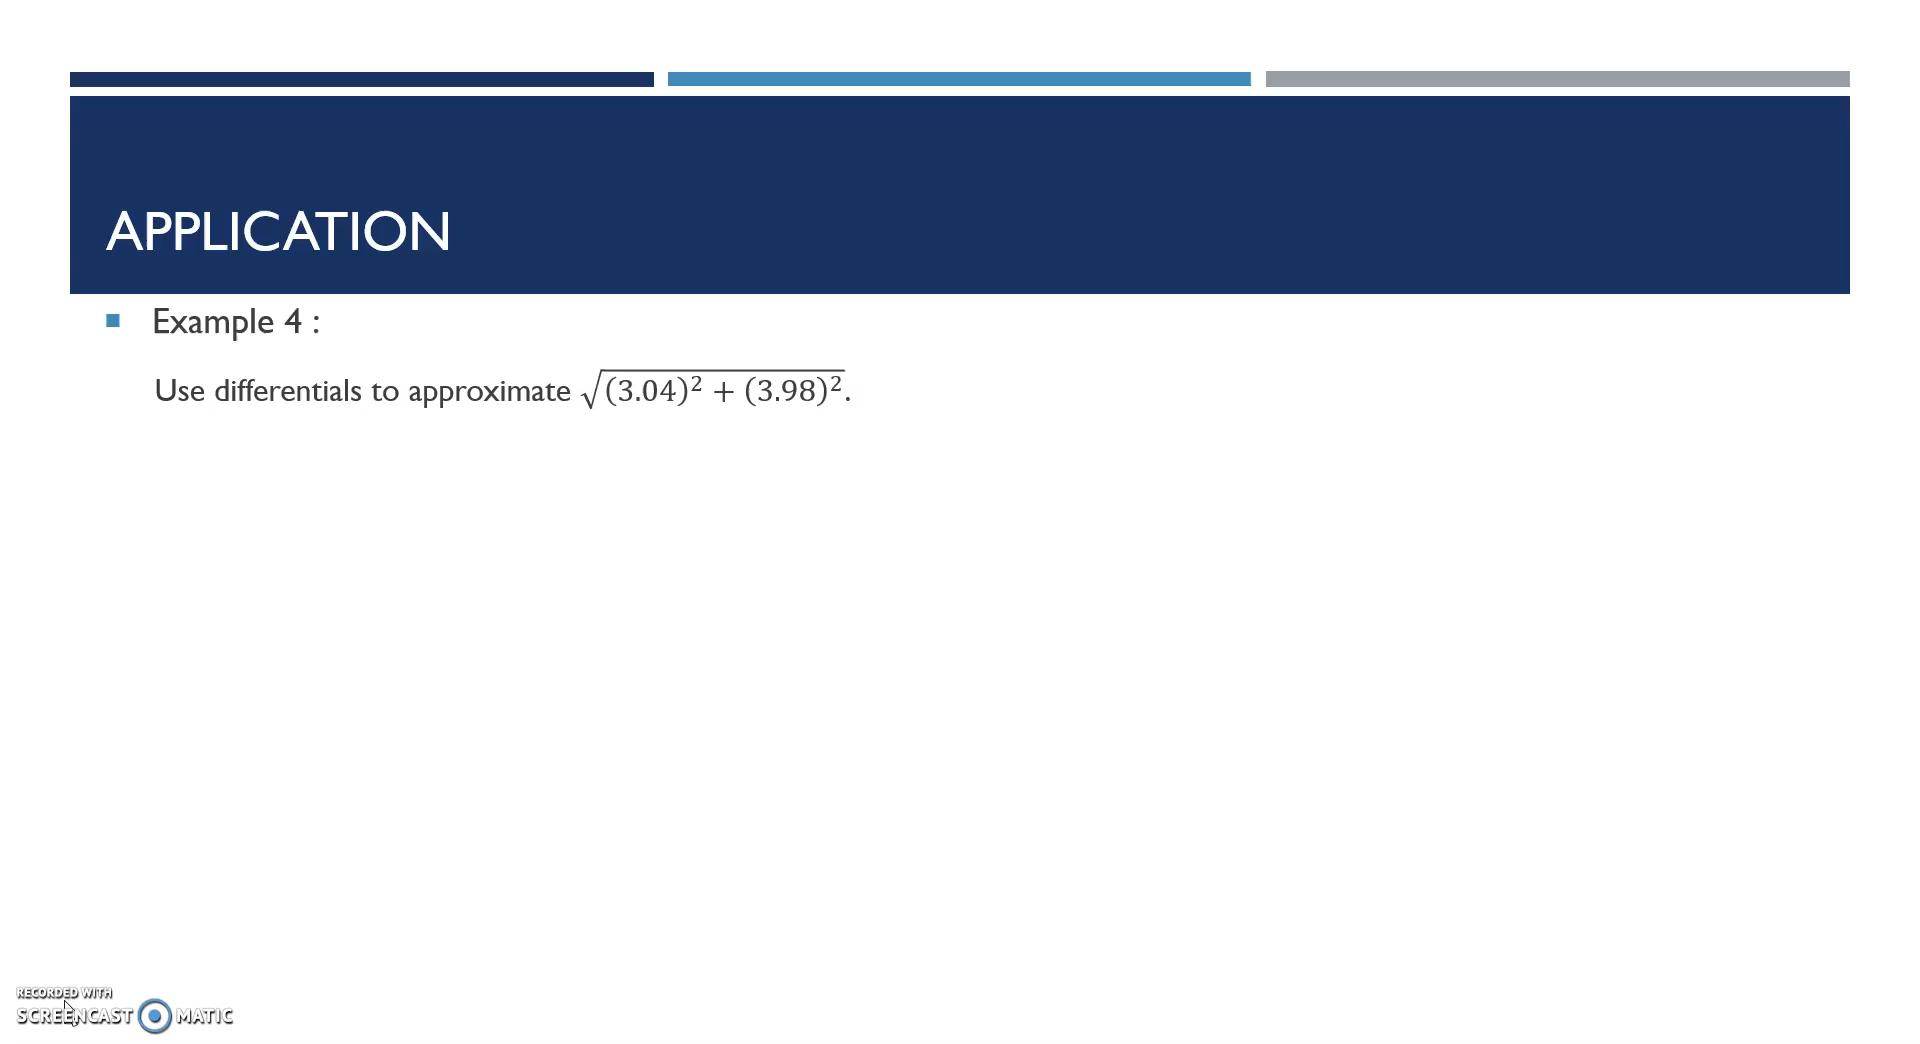 APPLICATION
Example 4 :
Use differentials to approximate √(3.04)² + (3.98)².
RECORDED WITH
SCREENCAST MATIC